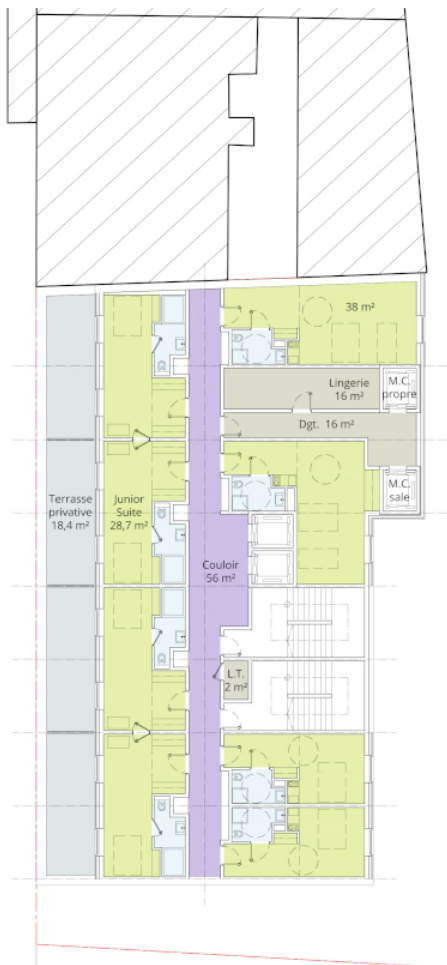 38 m²
Lingerie
16 m²
M.C.
propre
Dgt. 16 m²
M.C.
sale
Terrasse
privative
18,4 m²
Junior
Suite
28,7 m²
Couloir
56 m²
L.T.
2 m²